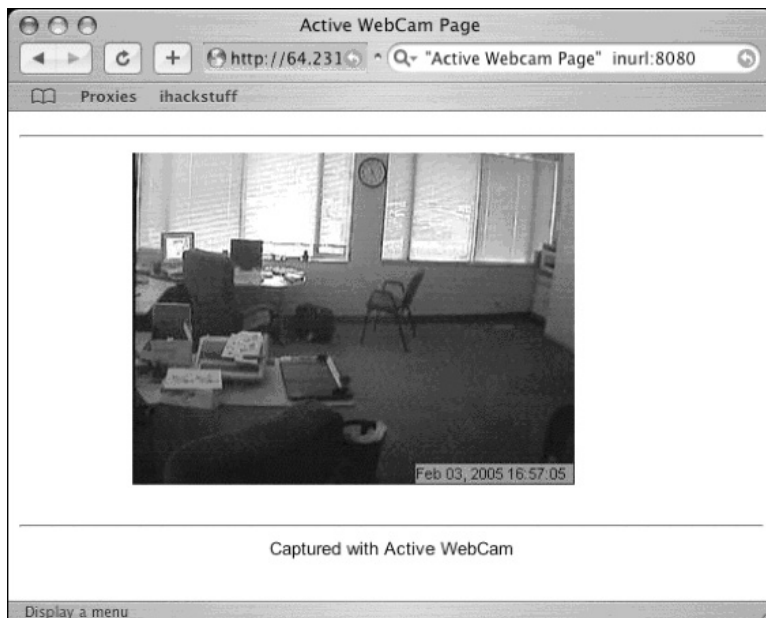 Active WebCam Page
http://64.231
"Active Webcam Page" inurl:8080
Proxies ihackstuff
Feb 03, 2005 16:57:05
Captured with Active WebCam
Display a menu